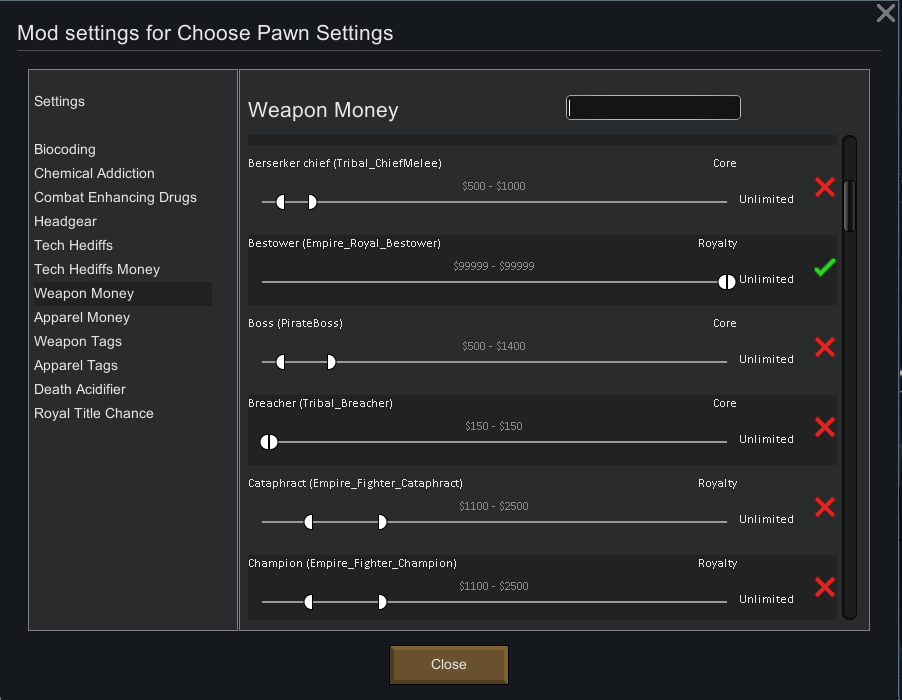 Mod settings for Choose Pawn Settings
Settings
Biocoding
Chemical Addiction
Combat Enhancing Drugs
Headgear
Tech Hediffs
Tech Hediffs Money
Weapon Money
Apparel Money
Weapon Tags
Apparel Tags
Death Acidifier
Royal Title Chance
Weapon Money
Berserker chief (Tribal_ChiefMelee) Core
$500 - $1000
Unlimited
Bestower (Empire_Royal_Bestower) Royalty
$99999 - $99999
Unlimited
Boss (PirateBoss) Core
$500 - $1400
Unlimited
Breacher (Tribal_Breacher) Core
$150 - $150
Unlimited
Cataphract (Empire_Fighter_Cataphract) Royalty
$1100 - $2500
Unlimited
Champion (Empire_Fighter_Champion) Royalty
$1100 - $2500
Unlimited
Close